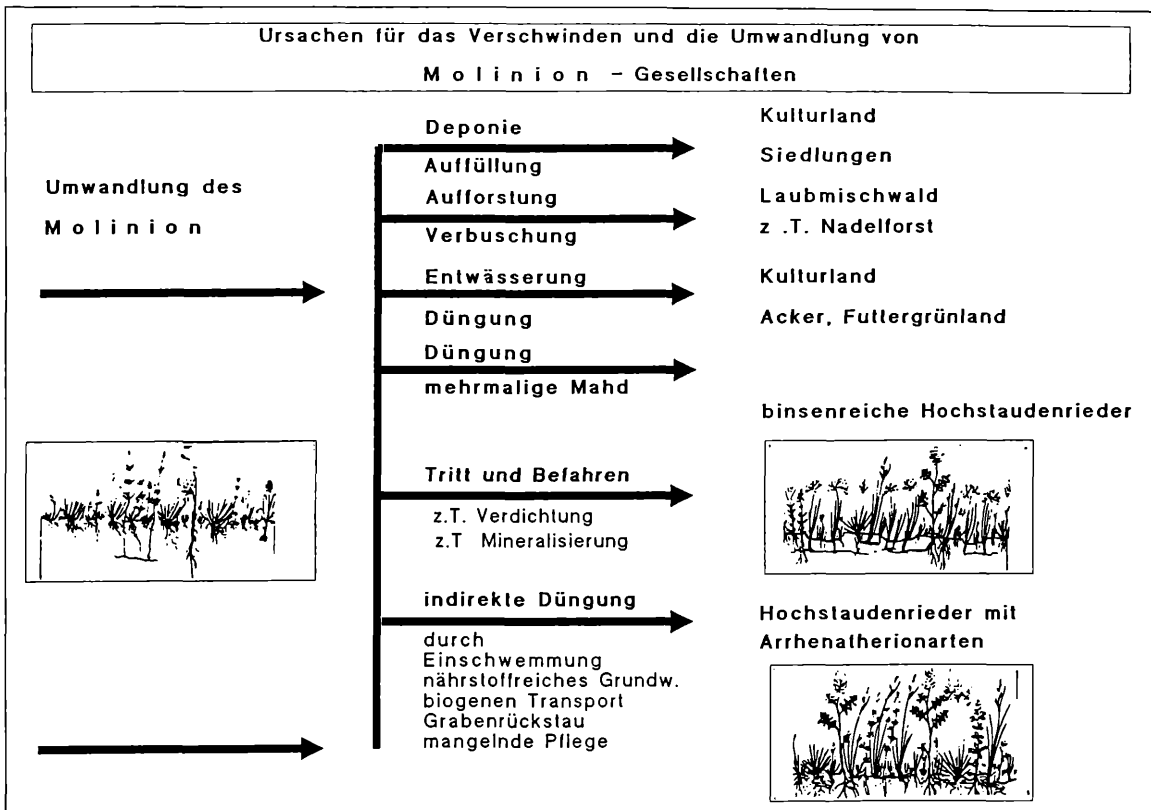 Ursachen für das Verschwinden und die Umwandlung von
Molinion - Gesellschaften
Umwandlung des
Molinion
Deponie
Auffüllung
Kulturland
Siedlungen
Aufforstung
Verbuschung
Laubmischwald
z .T. Nadelforst
Entwässerung
Düngung
Kulturland
Acker, Futtergrünland
Düngung
mehrmalige Mahd
Tritt und Befahren
z.T. Verdichtung
z.T Mineralisierung
binsenreiche Hochstaudenrieder
indirekte Düngung
durch
Einschwemmung
nährstoffreiches Grundw.
biogenen Transport
Grabenrückstau
mangelnde Pflege
Hochstaudenrieder mit
Arrhenatherionarten